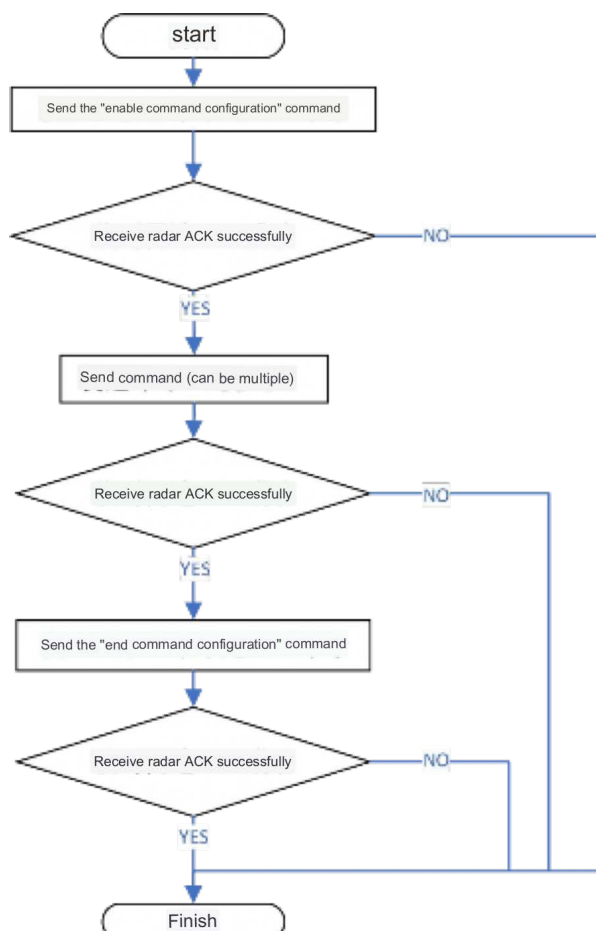 start
Send the "enable command configuration" command
Receive radar ACK successfully
NO
YES
Send command (can be multiple)
Receive radar ACK successfully
NO
YES
Send the "end command configuration" command
Receive radar ACK successfully
NO
YES
Finish